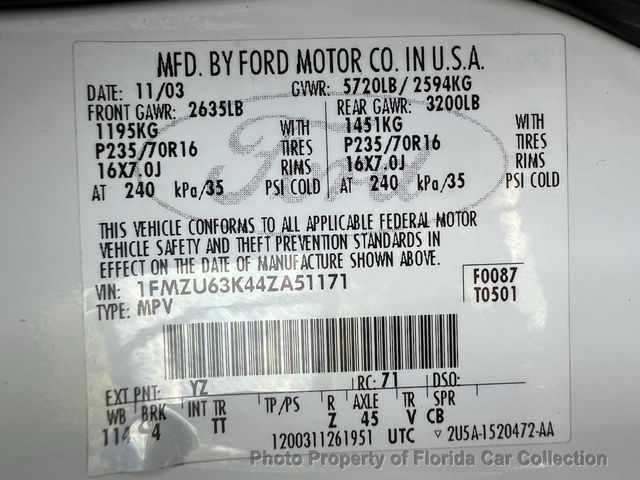 MFD. BY FORD MOTOR CO. IN U.S.A.
DATE: 11/03 GVWR: 5720LB / 2594KG
FRONT GAWR: 2635LB REAR GAWR: 3200LB
1195KG WITH 1451KG WITH
P235/70R16 TIRES P235/70R16 TIRES
16X7.0J RIMS 16X7.0J RIMS
AT 240 kPa/35 PSI COLD AT 240 kPa/35 PSI COLD
Ford
THIS VEHICLE CONFORMS TO ALL APPLICABLE FEDERAL MOTOR
VEHICLE SAFETY AND THEFT PREVENTION STANDARDS IN
EFFECT ON THE DATE OF MANUFACTURE SHOWN ABOVE.
VIN: 1FMZU63K44ZA51171 F0087
TYPE: MPV T0501
EXT PNT: YZ RC: 71 DSO:
WB BRK INT TR TP/PS R AXLE TR SPR
114 4 TT Z 45 V CB
1200311261951 UTC 2U5A-1520472-AA
Photo Property of Florida Car Collection